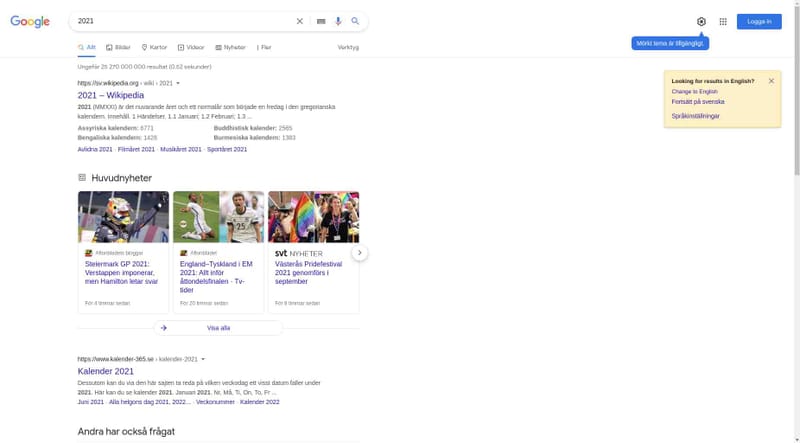 Google
2021
Logga in
Allt Bilder Kartor Videor Nyheter Fler Verktyg
Mörkt tema är tillgängligt.
Ungefär 25 270 000 000 resultat (0,62 sekunder)
Looking for results in English?
Change to English
Fortsätt på svenska
Språkinställningar
https://sv.wikipedia.org › wiki › 2021
2021 – Wikipedia
2021 (MMXXI) är det nuvarande året och ett normalår som började en fredag i den gregorianska
kalendern. Innehåll. 1 Händelser. 1.1 Januari; 1.2 Februari; 1.3 ...
Assyriska kalendern: 6771 Buddhistisk kalender: 2565
Bengaliska kalendern: 1428 Burmesiska kalendern: 1383
Avlidna 2021 · Filmåret 2021 · Musikåret 2021 · Sportåret 2021
Huvudnyheter
Aftonbladets bloggar
Steiermark GP 2021:
Verstappen imponerar,
men Hamilton letar svar
För 4 timmar sedan
Aftonbladet
England–Tyskland i EM
2021: Allt inför
åttondelsfinalen · Tv-
tider
För 20 timmar sedan
svt NYHETER
Västerås Pridefestival
2021 genomförs i
september
För 6 timmar sedan
Visa alla
https://www.kalender-365.se › kalender-2021
Kalender 2021
Dessutom kan du via den här sajten ta reda på vilken veckodag ett visst datum faller under
2021. Här kan du se kalender 2021. Januari 2021. Nr, Må, Ti, On, To, Fr ...
Juni 2021 · Alla helgons dag 2021, 2022... · Veckonummer · Kalender 2022
Andra har också frågat